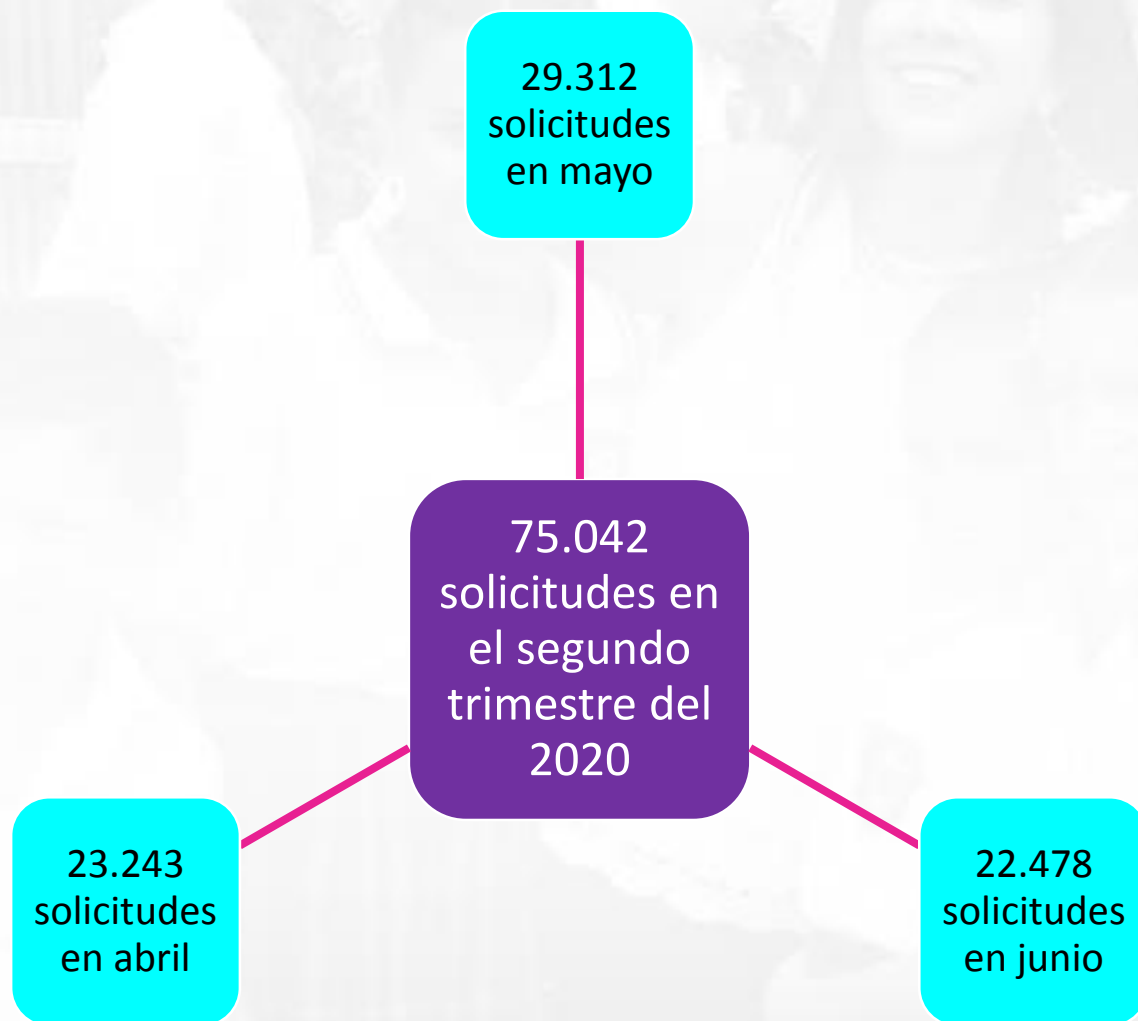 29.312
solicitudes
en mayo
75.042
solicitudes en
el segundo
trimestre del
2020
23.243
solicitudes
en abril
22.478
solicitudes
en junio